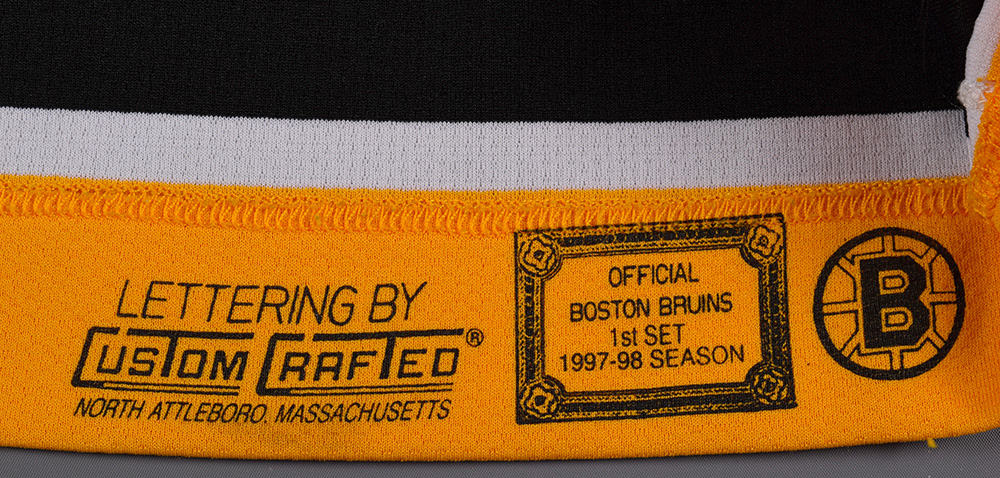 LETTERING BY
CUSTOM CRAFTED®
NORTH ATTLEBORO, MASSACHUSETTS
OFFICIAL
BOSTON BRUINS
1st SET
1997-98 SEASON
B